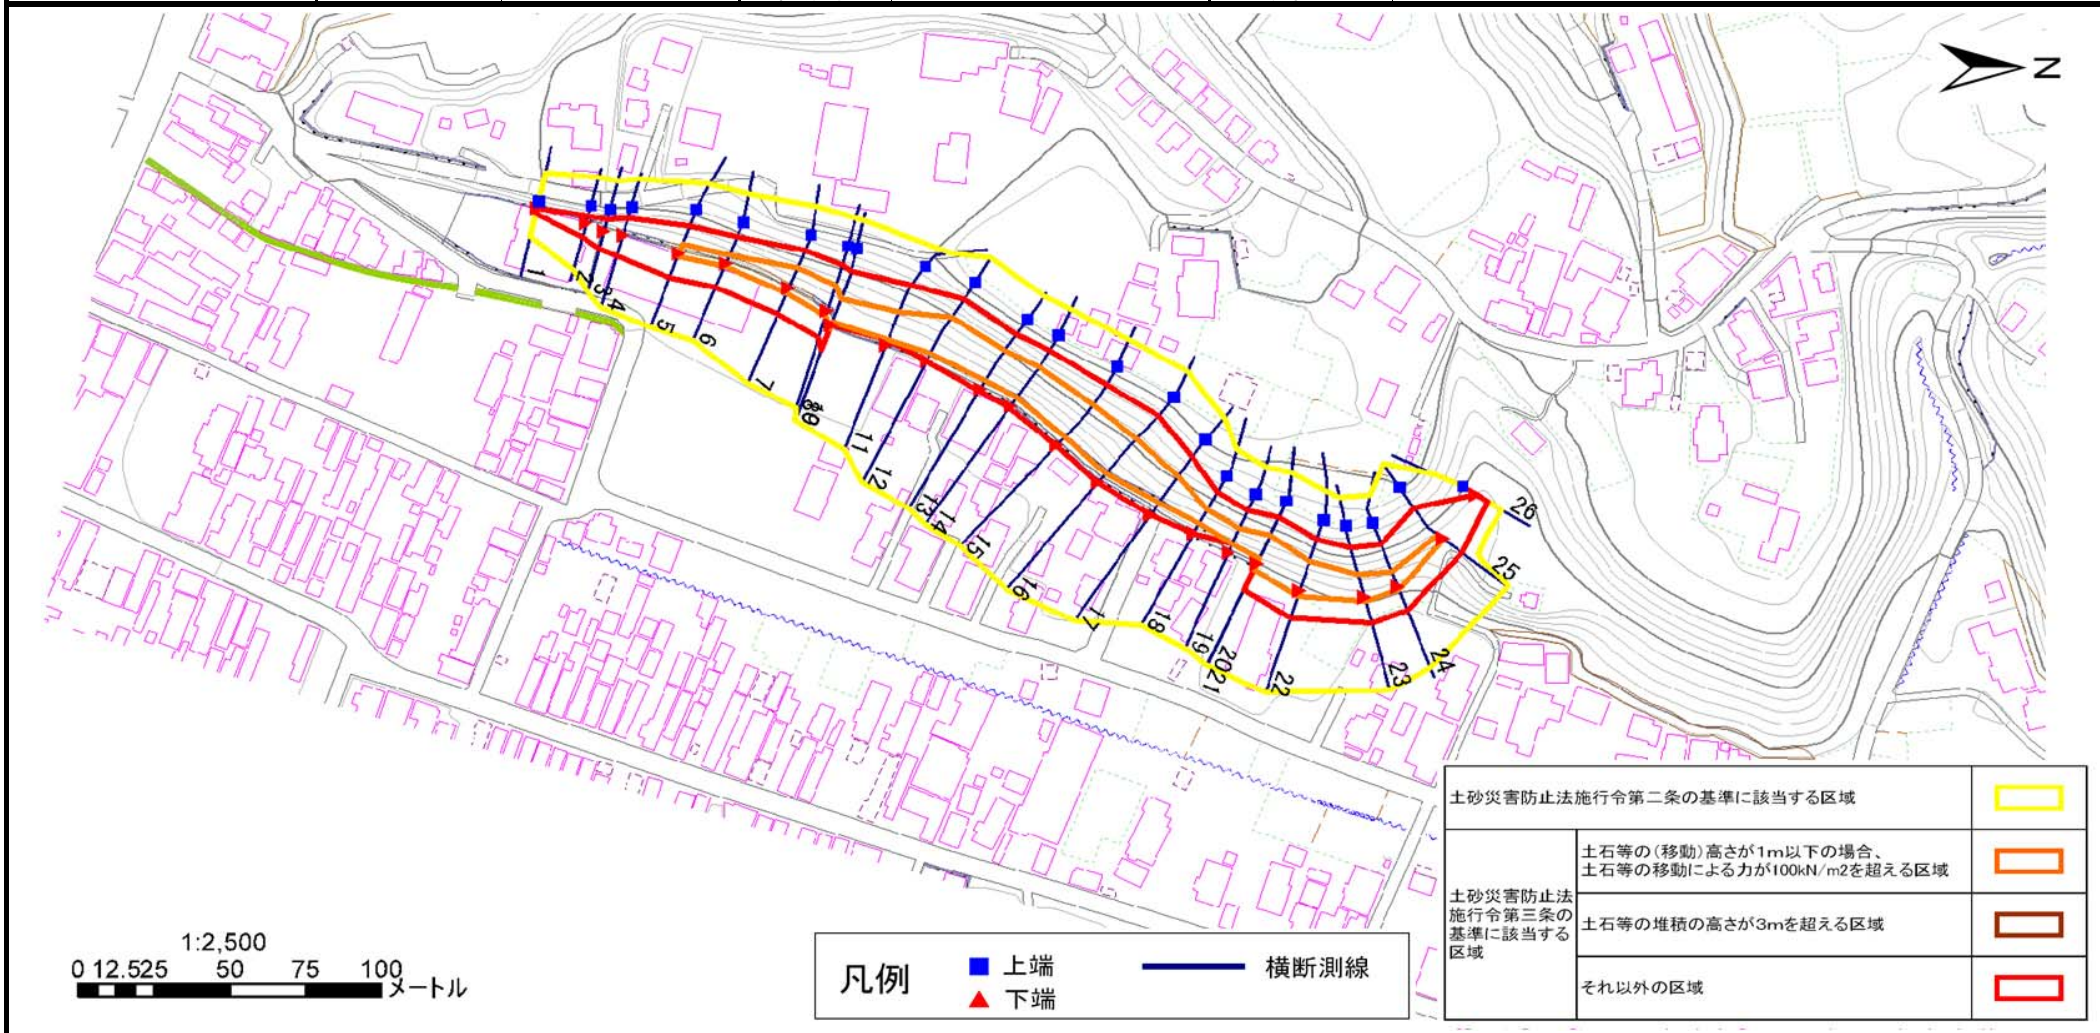 N
1
2
3
4
5
6
7
11
12
13
14
15
16
17
18
19
20
21
22
23
24
25
26
1:2,500
0 12.525 50 75 100
メートル
凡例
上端
下端
横断測線
土砂災害防止法施行令第二条の基準に該当する区域
土砂災害防止法
施行令第三条の
基準に該当する
区域
土石等の(移動)高さが1m以下の場合、
土石等の移動による力が100kN/m2を超える区域
土石等の堆積の高さが3mを超える区域
それ以外の区域